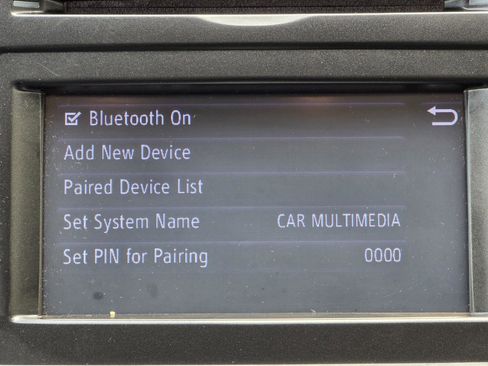 Bluetooth On
Add New Device
Paired Device List
Set System Name CAR MULTIMEDIA
Set PIN for Pairing 0000